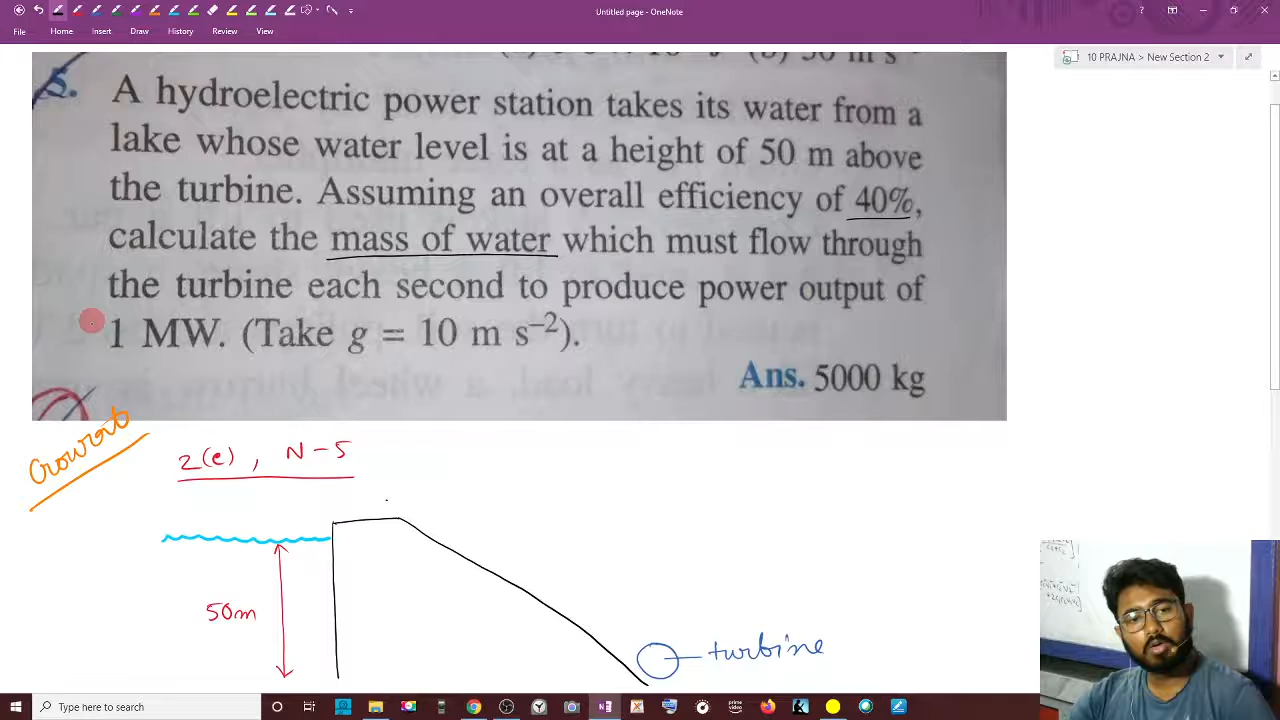 Untitled page - OneNote
File Home Insert Draw History Review View
10 PRAJNA > New Section 2
A hydroelectric power station takes its water from a
lake whose water level is at a height of 50 m above
the turbine. Assuming an overall efficiency of 40%,
calculate the mass of water which must flow through
the turbine each second to produce power output of
1 MW. (Take g = 10 m s⁻²).
Ans. 5000 kg
2(e), N-5
50m
turbine
Type here to search